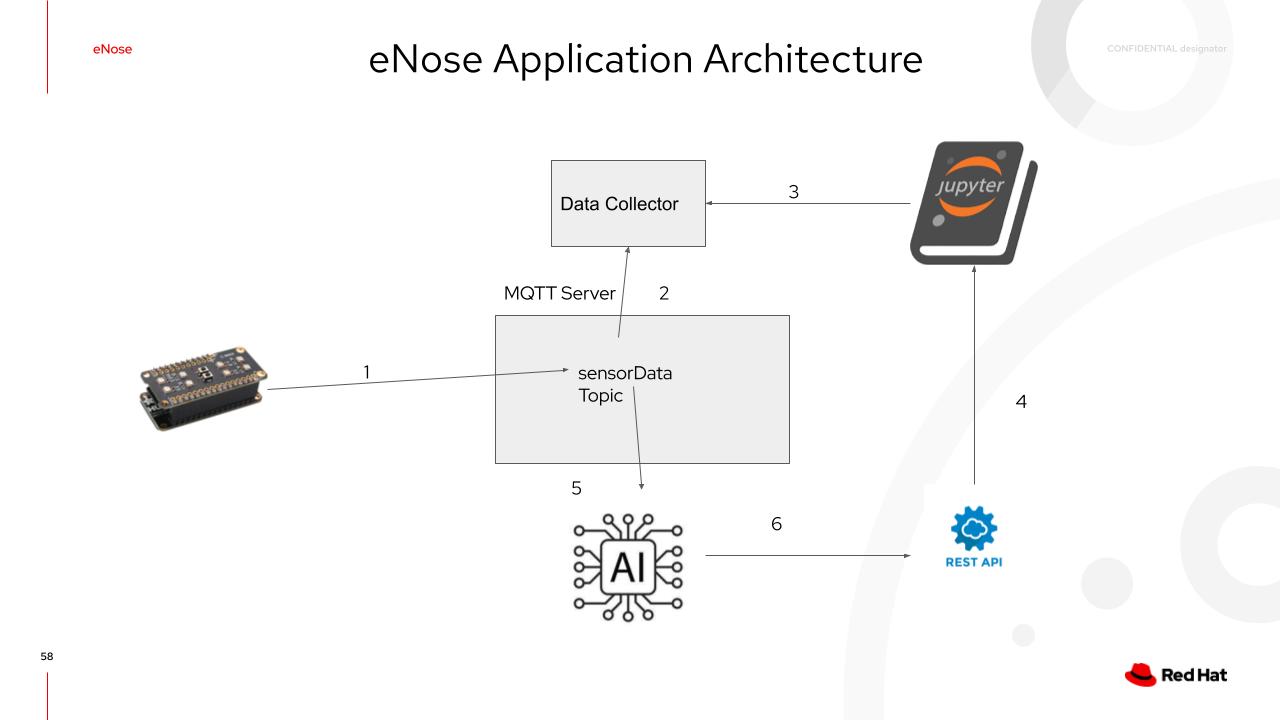 eNose
eNose Application Architecture
CONFIDENTIAL designator
jupyter
3
Data Collector
MQTT Server
2
1
sensorData
Topic
4
5
6
AI
REST API
58
Red Hat